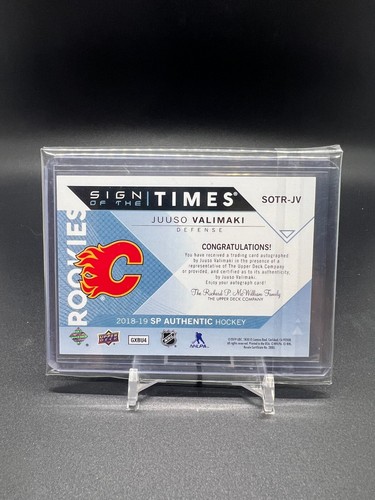 SIGN OF THE TIMES®
SOTR-JV
JUUSO VALIMAKI
DEFENSE
ROOKIES
C
CONGRATULATIONS!
You have received a trading card autographed
by Juuso Valimaki in the presence of a
representative of The Upper Deck Company
or provided, and certified as to its authenticity,
by Juuso Valimaki.
Enjoy your autograph card!
The Richard P. McWilliam Family
THE UPPER DECK COMPANY
2018-19 SP AUTHENTIC HOCKEY
GXBU4
NHL
NHLPA